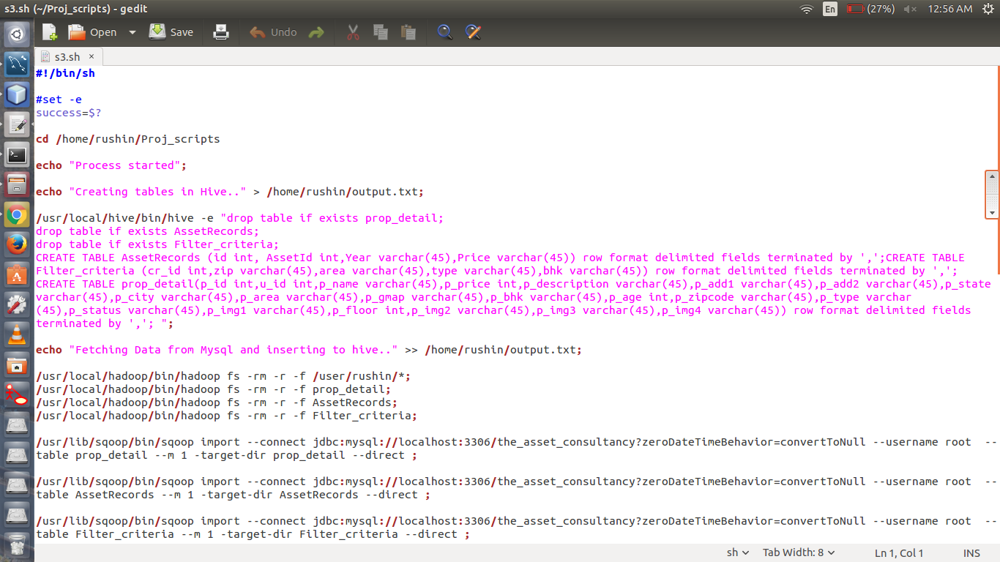 s3.sh (~/Proj_scripts) - gedit
En
(27%)
12:56 AM
Open
Save
Undo
s3.sh ×
#!/bin/sh
#set -e
success=$?
cd /home/rushin/Proj_scripts
echo "Process started";
echo "Creating tables in Hive.." > /home/rushin/output.txt;
/usr/local/hive/bin/hive -e "drop table if exists prop_detail;
drop table if exists AssetRecords;
drop table if exists Filter_criteria;
CREATE TABLE AssetRecords (id int, AssetId int,Year varchar(45),Price varchar(45)) row format delimited fields terminated by ',';CREATE TABLE
Filter_criteria (cr_id int,zip varchar(45),area varchar(45),type varchar(45),bhk varchar(45)) row format delimited fields terminated by ',';
CREATE TABLE prop_detail(p_id int,u_id int,p_name varchar(45),p_price int,p_description varchar(45),p_add1 varchar(45),p_add2 varchar(45),p_state
varchar(45),p_city varchar(45),p_area varchar(45),p_gmap varchar(45),p_bhk varchar(45),p_age int,p_zipcode varchar(45),p_type varchar
(45),p_status varchar(45),p_img1 varchar(45),p_floor int,p_img2 varchar(45),p_img3 varchar(45),p_img4 varchar(45)) row format delimited fields
terminated by ','; ";
echo "Fetching Data from Mysql and inserting to hive.." >> /home/rushin/output.txt;
/usr/local/hadoop/bin/hadoop fs -rm -r -f /user/rushin/*;
/usr/local/hadoop/bin/hadoop fs -rm -r -f prop_detail;
/usr/local/hadoop/bin/hadoop fs -rm -r -f AssetRecords;
/usr/local/hadoop/bin/hadoop fs -rm -r -f Filter_criteria;
/usr/lib/sqoop/bin/sqoop import --connect jdbc:mysql://localhost:3306/the_asset_consultancy?zeroDateTimeBehavior=convertToNull --username root --
table prop_detail --m 1 -target-dir prop_detail --direct ;
/usr/lib/sqoop/bin/sqoop import --connect jdbc:mysql://localhost:3306/the_asset_consultancy?zeroDateTimeBehavior=convertToNull --username root --
table AssetRecords --m 1 -target-dir AssetRecords --direct ;
/usr/lib/sqoop/bin/sqoop import --connect jdbc:mysql://localhost:3306/the_asset_consultancy?zeroDateTimeBehavior=convertToNull --username root --
table Filter_criteria --m 1 -target-dir Filter_criteria --direct ;
sh
Tab Width: 8
Ln 1, Col 1
INS